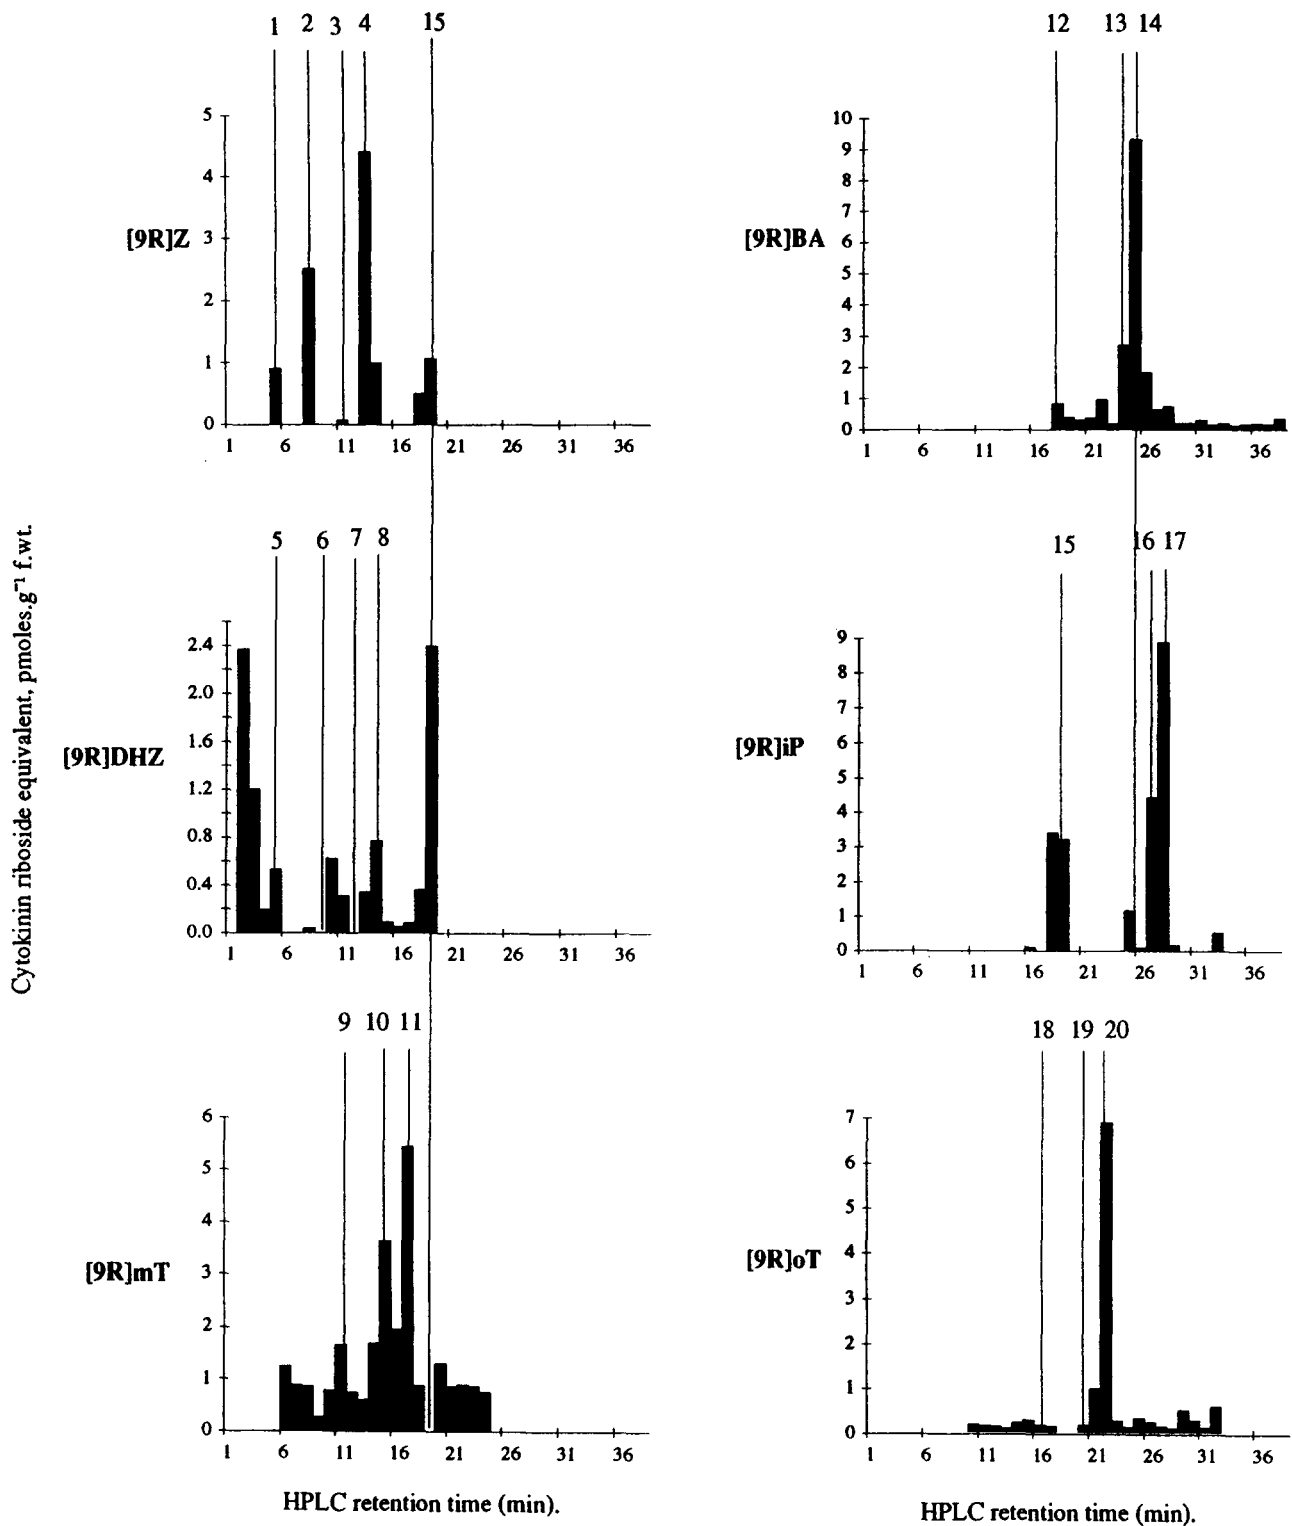 1 2 3 4 15
5
4
[9R]Z 3
2
1
0
1 6 11 16 21 26 31 36
12 13 14
10
9
8
7
[9R]BA 6
5
4
3
2
1
0
1 6 11 16 21 26 31 36
Cytokinin riboside equivalent, pmoles.g⁻¹ f.wt.
5 6 7 8
2.4
2.0
1.6
[9R]DHZ
1.2
0.8
0.4
0.0
1 6 11 16 21 26 31 36
15 16 17
9
8
7
[9R]iP 6
5
4
3
2
1
0
1 6 11 16 21 26 31 36
9 10 11
6
5
4
[9R]mT 3
2
1
0
1 6 11 16 21 26 31 36
HPLC retention time (min).
18 19 20
7
6
5
[9R]oT 4
3
2
1
0
1 6 11 16 21 26 31 36
HPLC retention time (min).